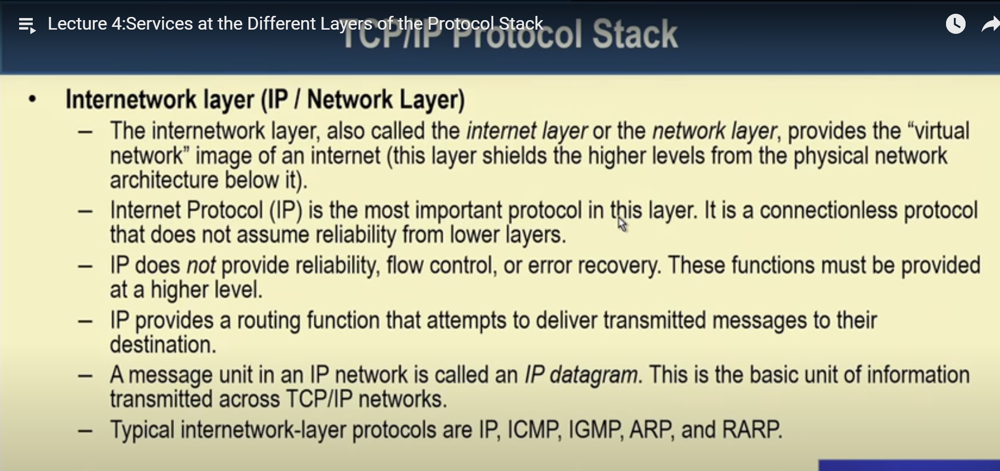 Lecture 4:Services at the Different Layers of the Protocol Stack
TCP/IP Protocol Stack
• Internetwork layer (IP / Network Layer)
– The internetwork layer, also called the internet layer or the network layer, provides the “virtual
network” image of an internet (this layer shields the higher levels from the physical network
architecture below it).
– Internet Protocol (IP) is the most important protocol in this layer. It is a connectionless protocol
that does not assume reliability from lower layers.
– IP does not provide reliability, flow control, or error recovery. These functions must be provided
at a higher level.
– IP provides a routing function that attempts to deliver transmitted messages to their
destination.
– A message unit in an IP network is called an IP datagram. This is the basic unit of information
transmitted across TCP/IP networks.
– Typical internetwork-layer protocols are IP, ICMP, IGMP, ARP, and RARP.